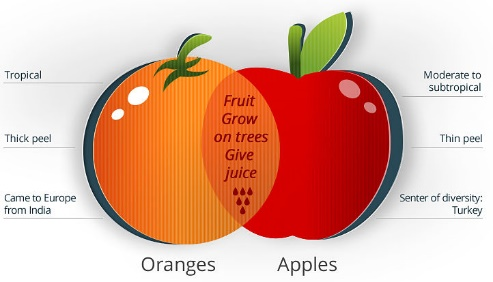 Tropical
Thick peel
Came to Europe
from India
Fruit
Grow
on trees
Give
juice
Moderate to
subtropical
Thin peel
Senter of diversity:
Turkey
Oranges
Apples